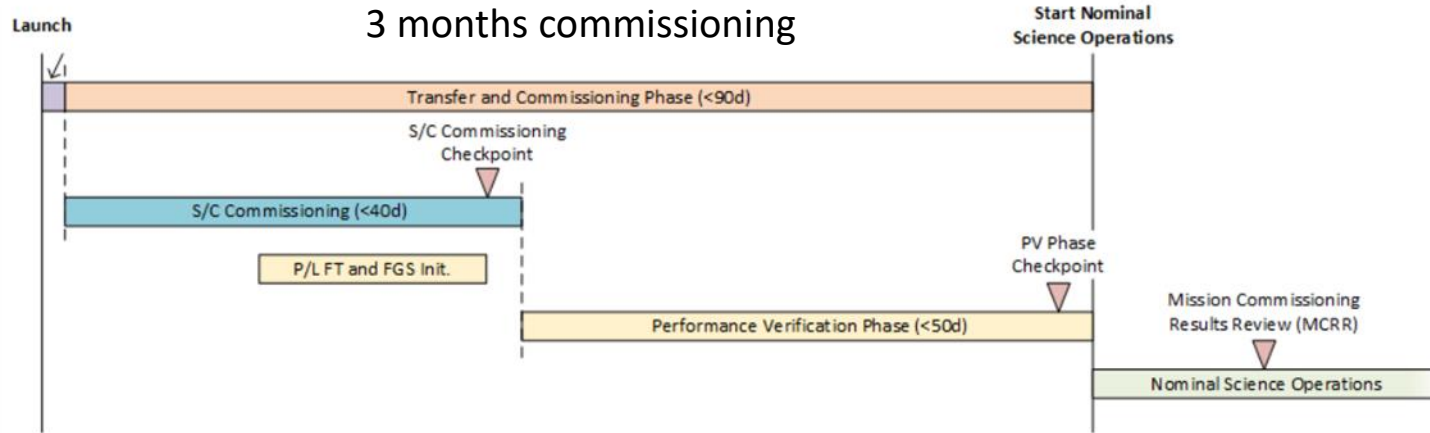 3 months commissioning
Launch
Start Nominal
Science Operations
Transfer and Commissioning Phase (<90d)
S/C Commissioning
Checkpoint
S/C Commissioning (<40d)
P/L FT and FGS Init.
PV Phase
Checkpoint
Performance Verification Phase (<50d)
Mission Commissioning
Results Review (MCRR)
Nominal Science Operations